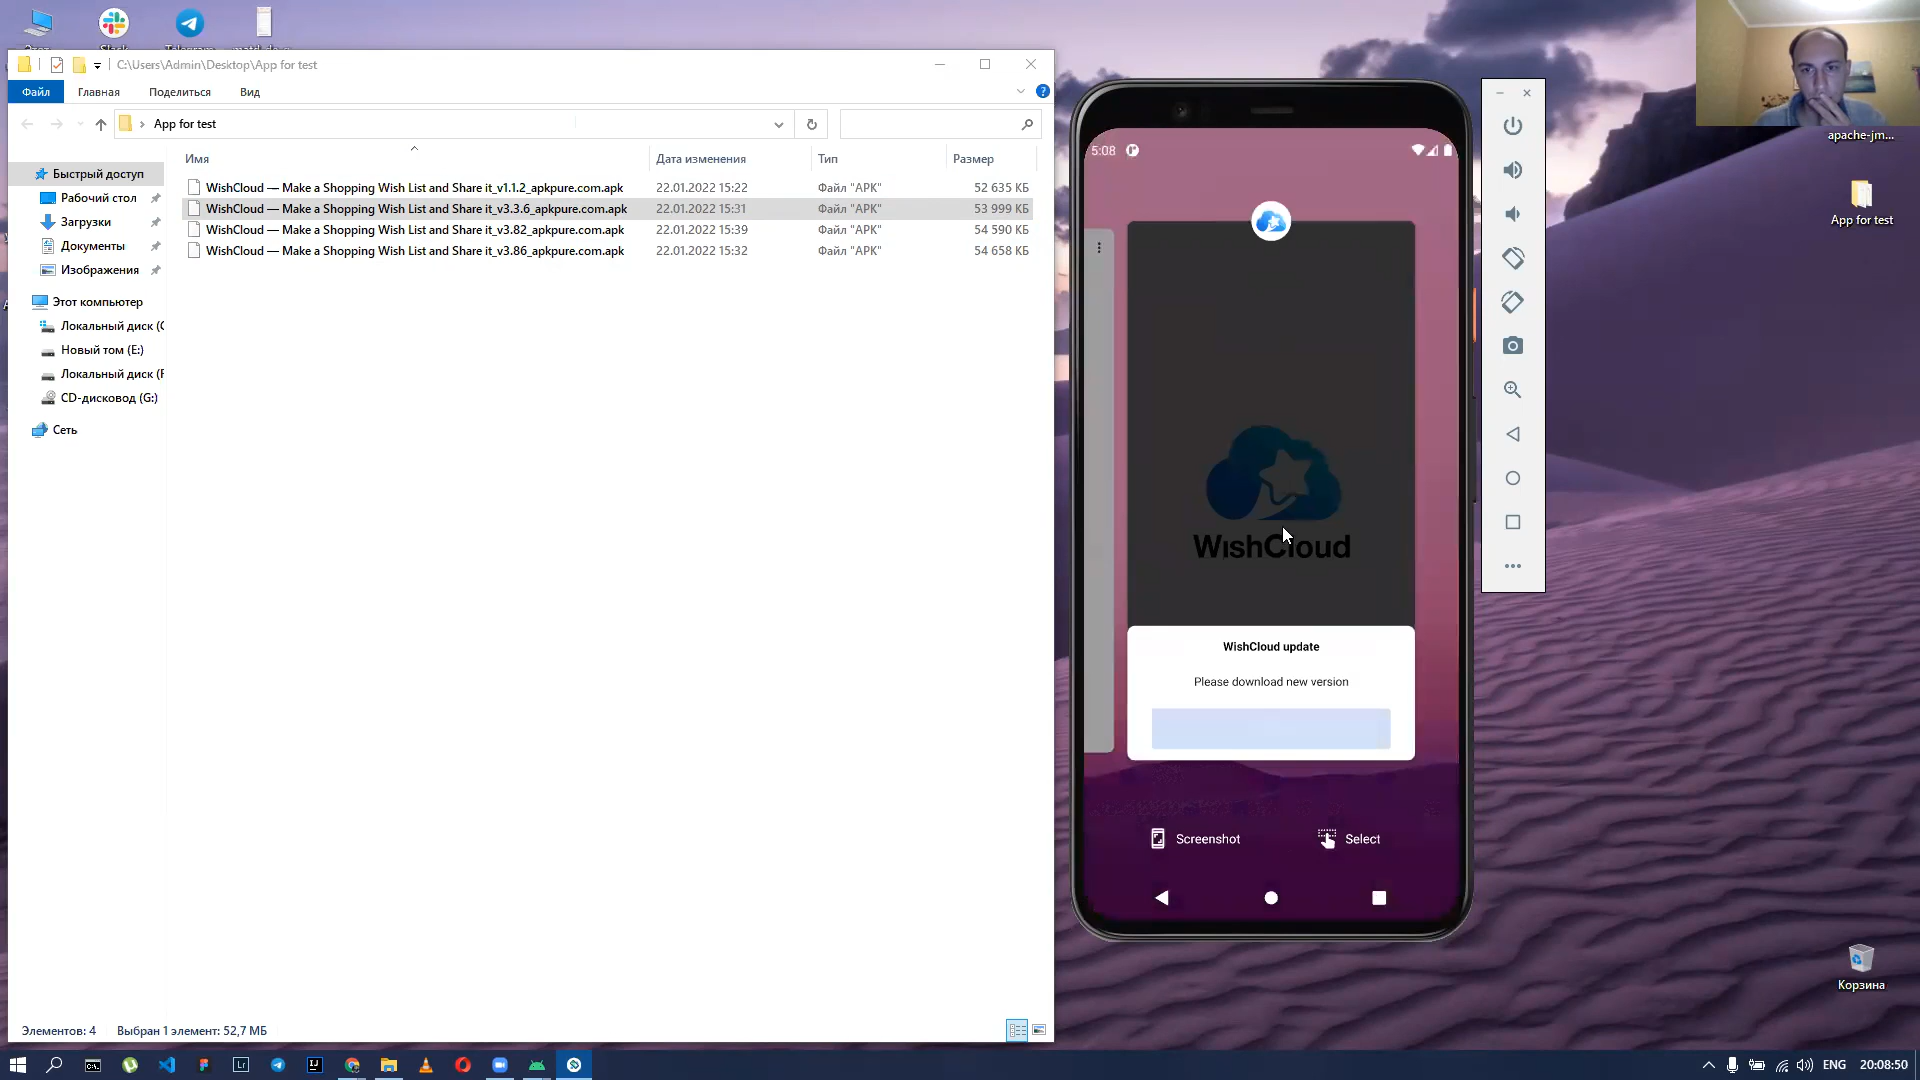 Slack
Telegram
C:\Users\Admin\Desktop\App for test
Файл
Главная
Поделиться
Вид
App for test
Имя
Дата изменения
Тип
Размер
WishCloud — Make a Shopping Wish List and Share it_v1.1.2_apkpure.com.apk 22.01.2022 15:22 Файл "APK" 52 635 КБ
WishCloud — Make a Shopping Wish List and Share it_v3.3.6_apkpure.com.apk 22.01.2022 15:31 Файл "APK" 53 999 КБ
WishCloud — Make a Shopping Wish List and Share it_v3.82_apkpure.com.apk 22.01.2022 15:39 Файл "APK" 54 590 КБ
WishCloud — Make a Shopping Wish List and Share it_v3.86_apkpure.com.apk 22.01.2022 15:32 Файл "APK" 54 658 КБ
Быстрый доступ
Рабочий стол
Загрузки
Документы
Изображения
Этот компьютер
Локальный диск (C
Новый том (E:)
Локальный диск (F
CD-дисковод (G:)
Сеть
Элементов: 4
Выбран 1 элемент: 52,7 МБ
5:08
WishCloud
WishCloud update
Please download new version
Screenshot
Select
apache-jm...
App for test
Корзина
Lr
IJ
ENG
20:08:50